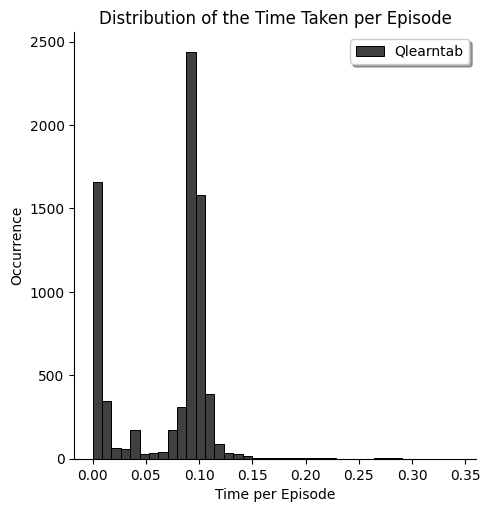 Distribution of the Time Taken per Episode
Qlearntab
2500
2000
1500
1000
500
0
Occurrence
0.00 0.05 0.10 0.15 0.20 0.25 0.30 0.35
Time per Episode